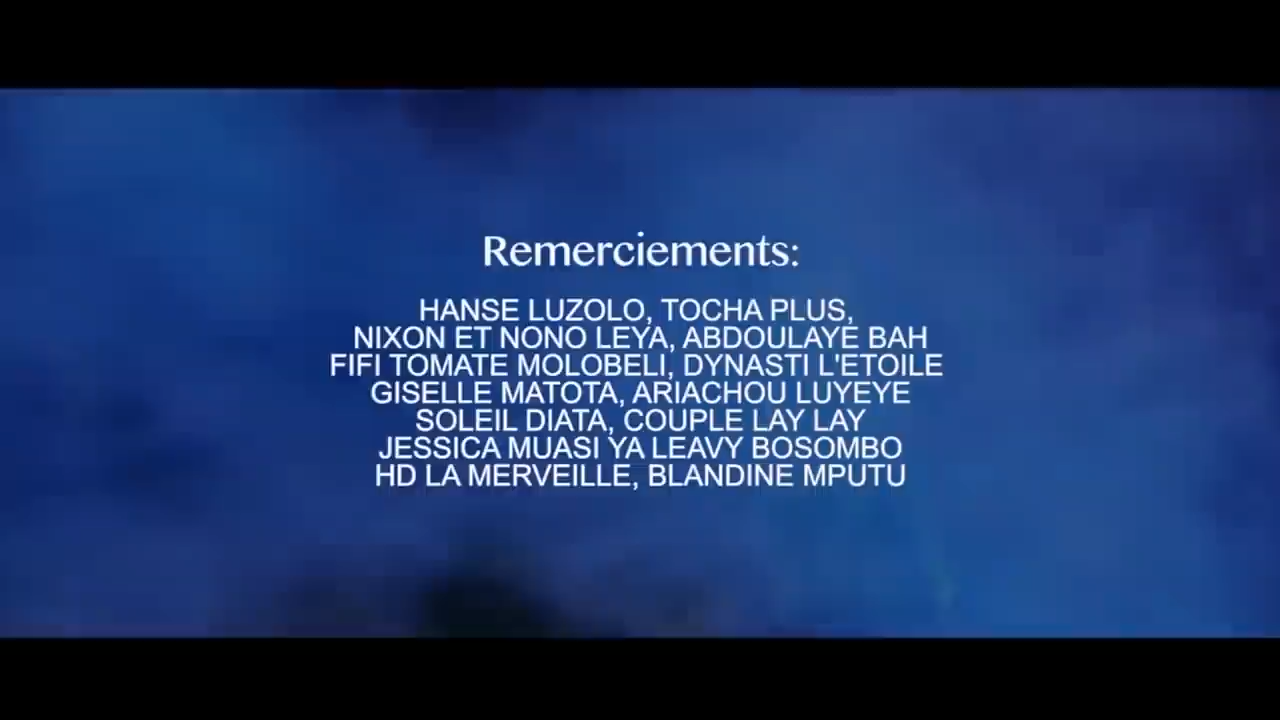 Remerciements:
HANSE LUZOLO, TOCHA PLUS,
NIXON ET NONO LEYA, ABDOULAYE BAH
FIFI TOMATE MOLOBELI, DYNASTI L'ETOILE
GISELLE MATOTA, ARIACHOU LUYEYE
SOLEIL DIATA, COUPLE LAY LAY
JESSICA MUASI YA LEAVY BOSOMBO
HD LA MERVEILLE, BLANDINE MPUTU